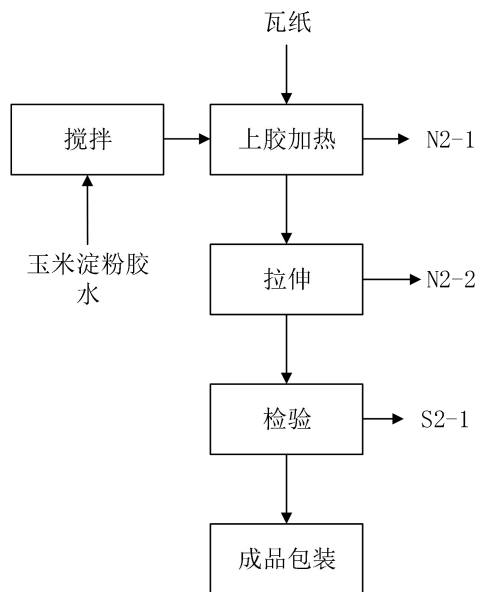 瓦纸
搅拌
上胶加热
N2-1
玉米淀粉胶
水
拉伸
N2-2
检验
S2-1
成品包装